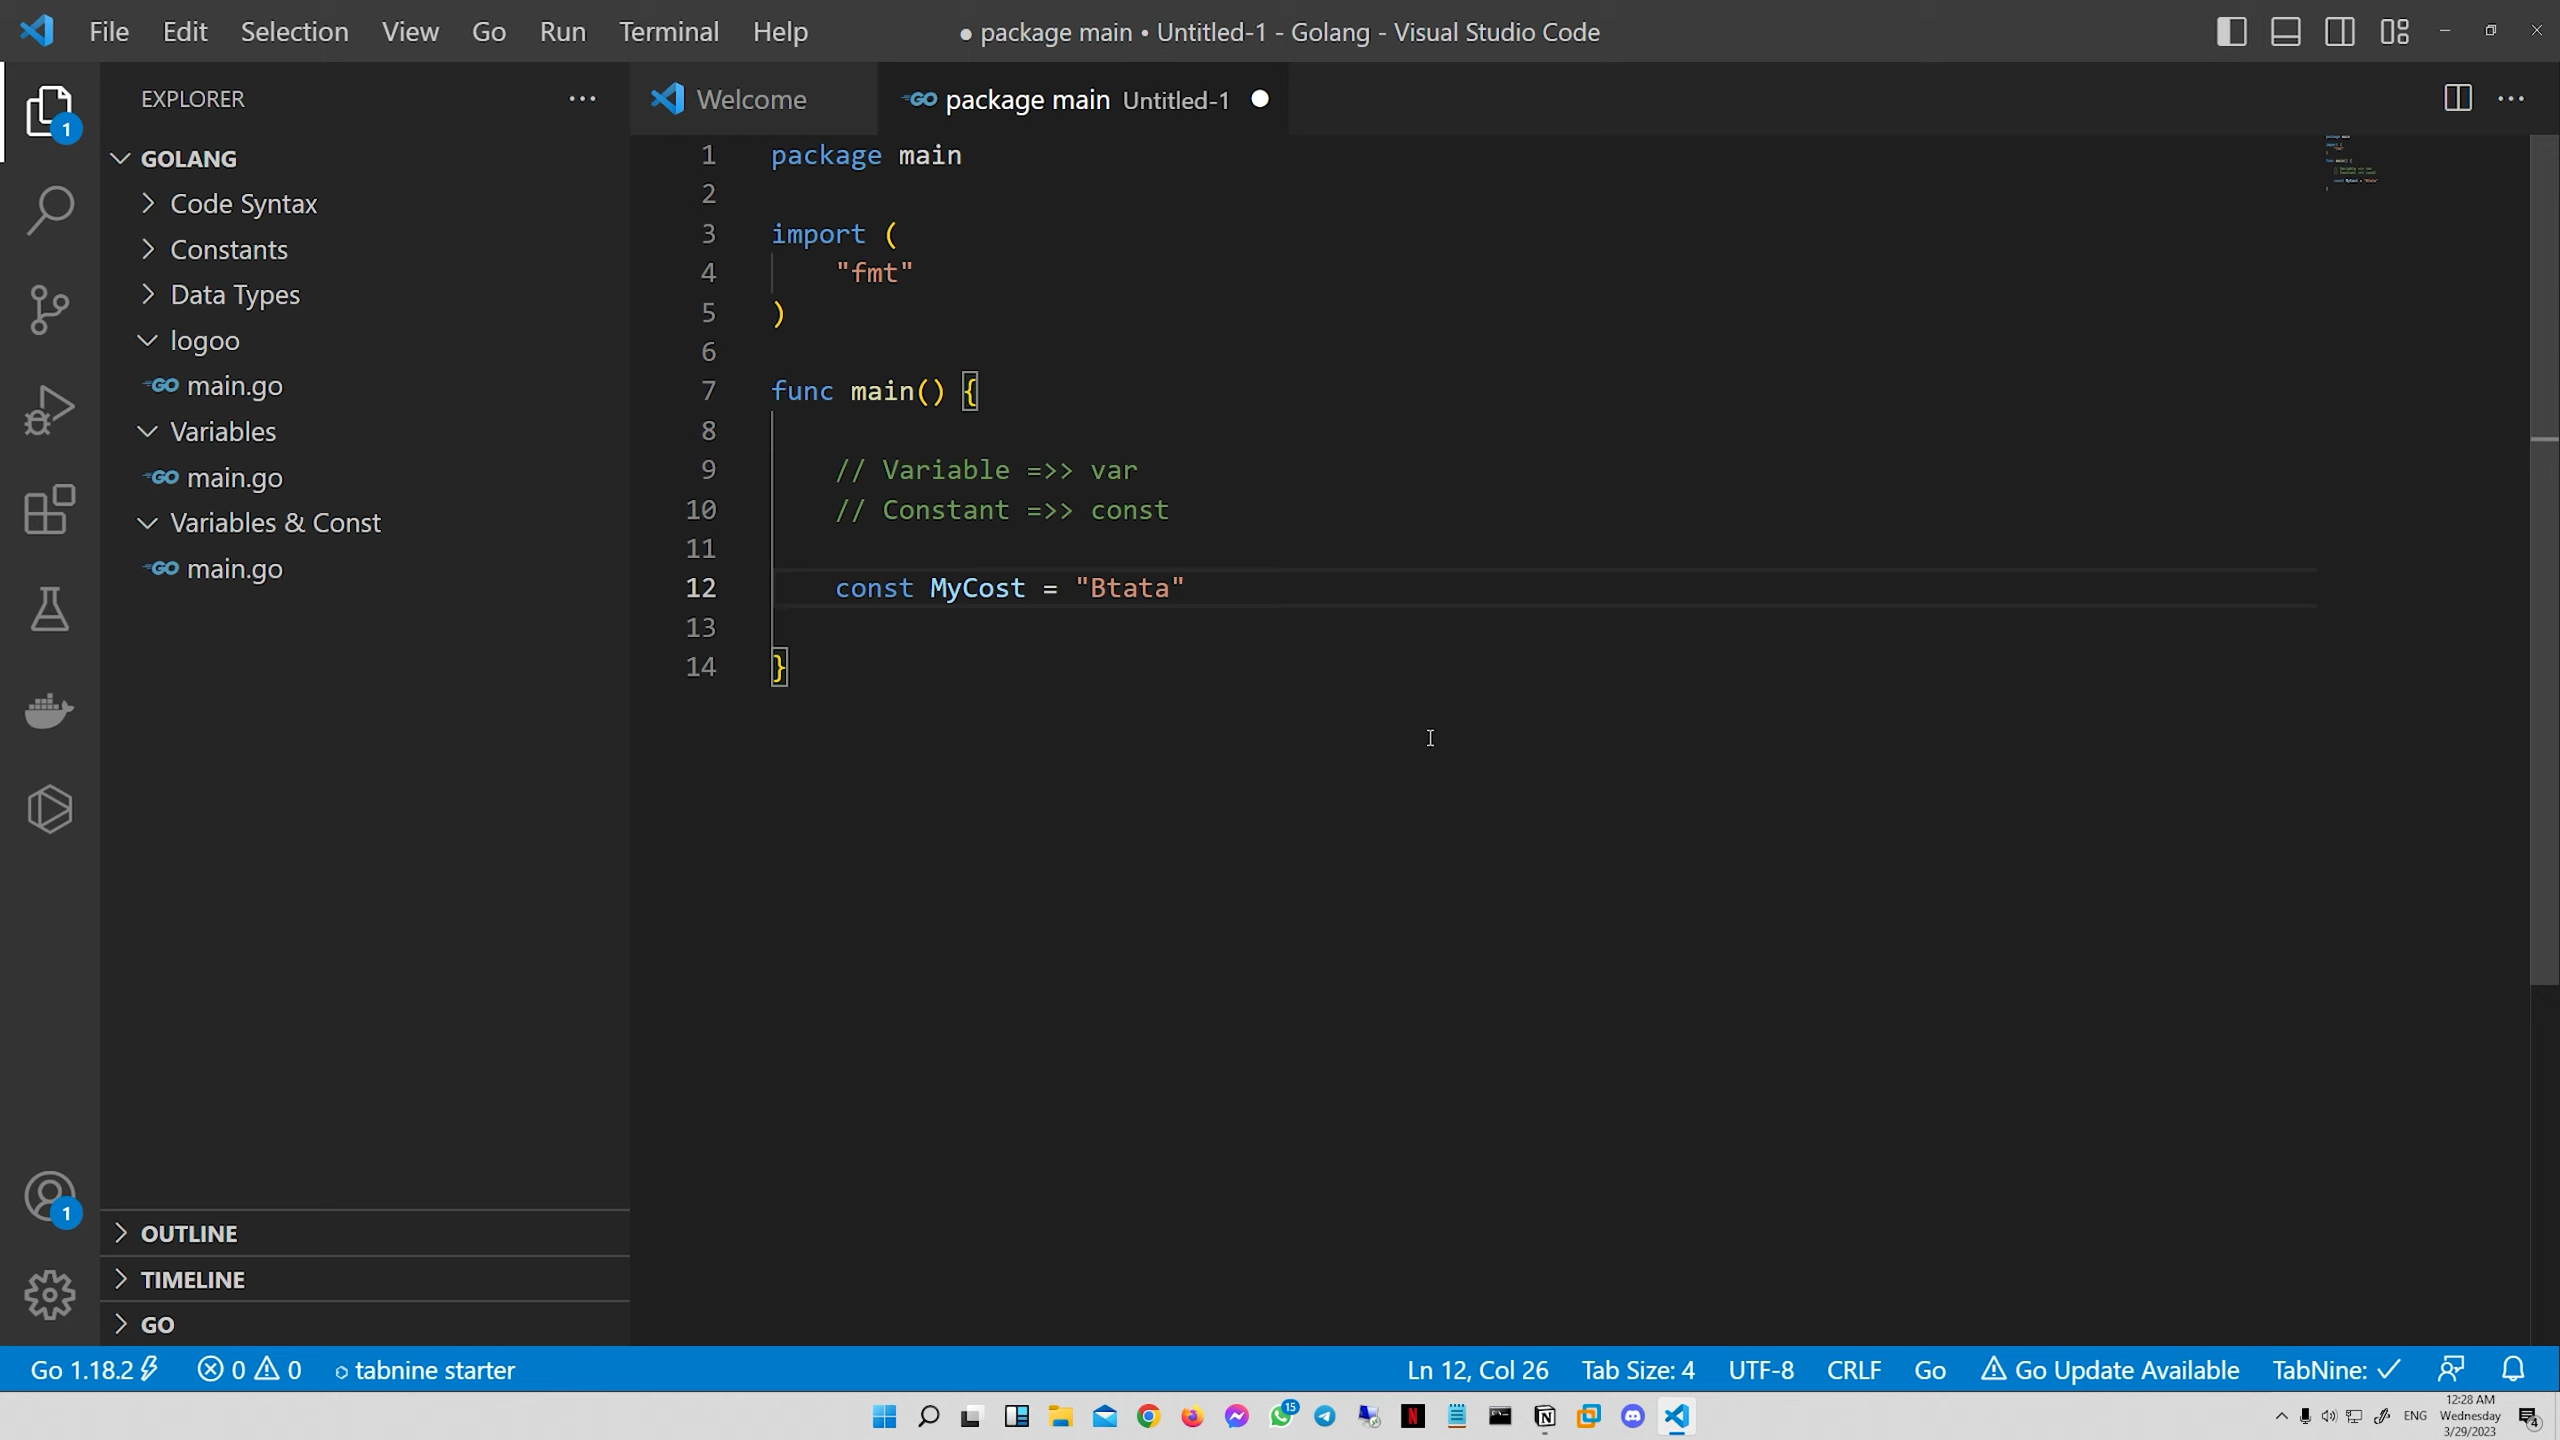 File Edit Selection View Go Run Terminal Help
● package main • Untitled-1 - Golang - Visual Studio Code
EXPLORER
Welcome
package main Untitled-1
GOLANG
Code Syntax
Constants
Data Types
logoo
main.go
Variables
main.go
Variables & Const
main.go
OUTLINE
TIMELINE
GO
1
1
1 package main
2
3 import (
4 "fmt"
5 )
6
7 func main() {
8
9 // Variable =>> var
10 // Constant =>> const
11
12 const MyCost = "Btata"
13
14 }
Go 1.18.2 0 0 tabnine starter
Ln 12, Col 26 Tab Size: 4 UTF-8 CRLF Go Go Update Available TabNine:
15
ENG
12:28 AM
Wednesday
3/29/2023
4